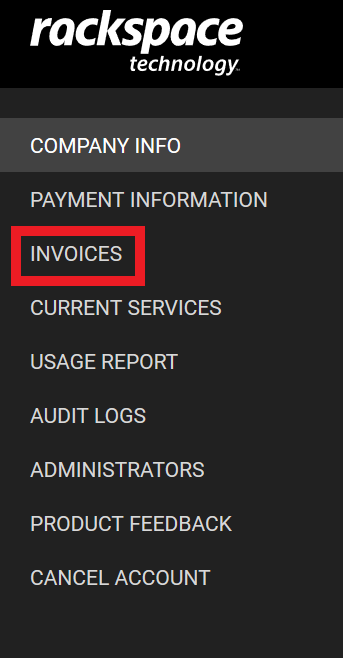 rackspace
technology
COMPANY INFO
PAYMENT INFORMATION
INVOICES
CURRENT SERVICES
USAGE REPORT
AUDIT LOGS
ADMINISTRATORS
PRODUCT FEEDBACK
CANCEL ACCOUNT